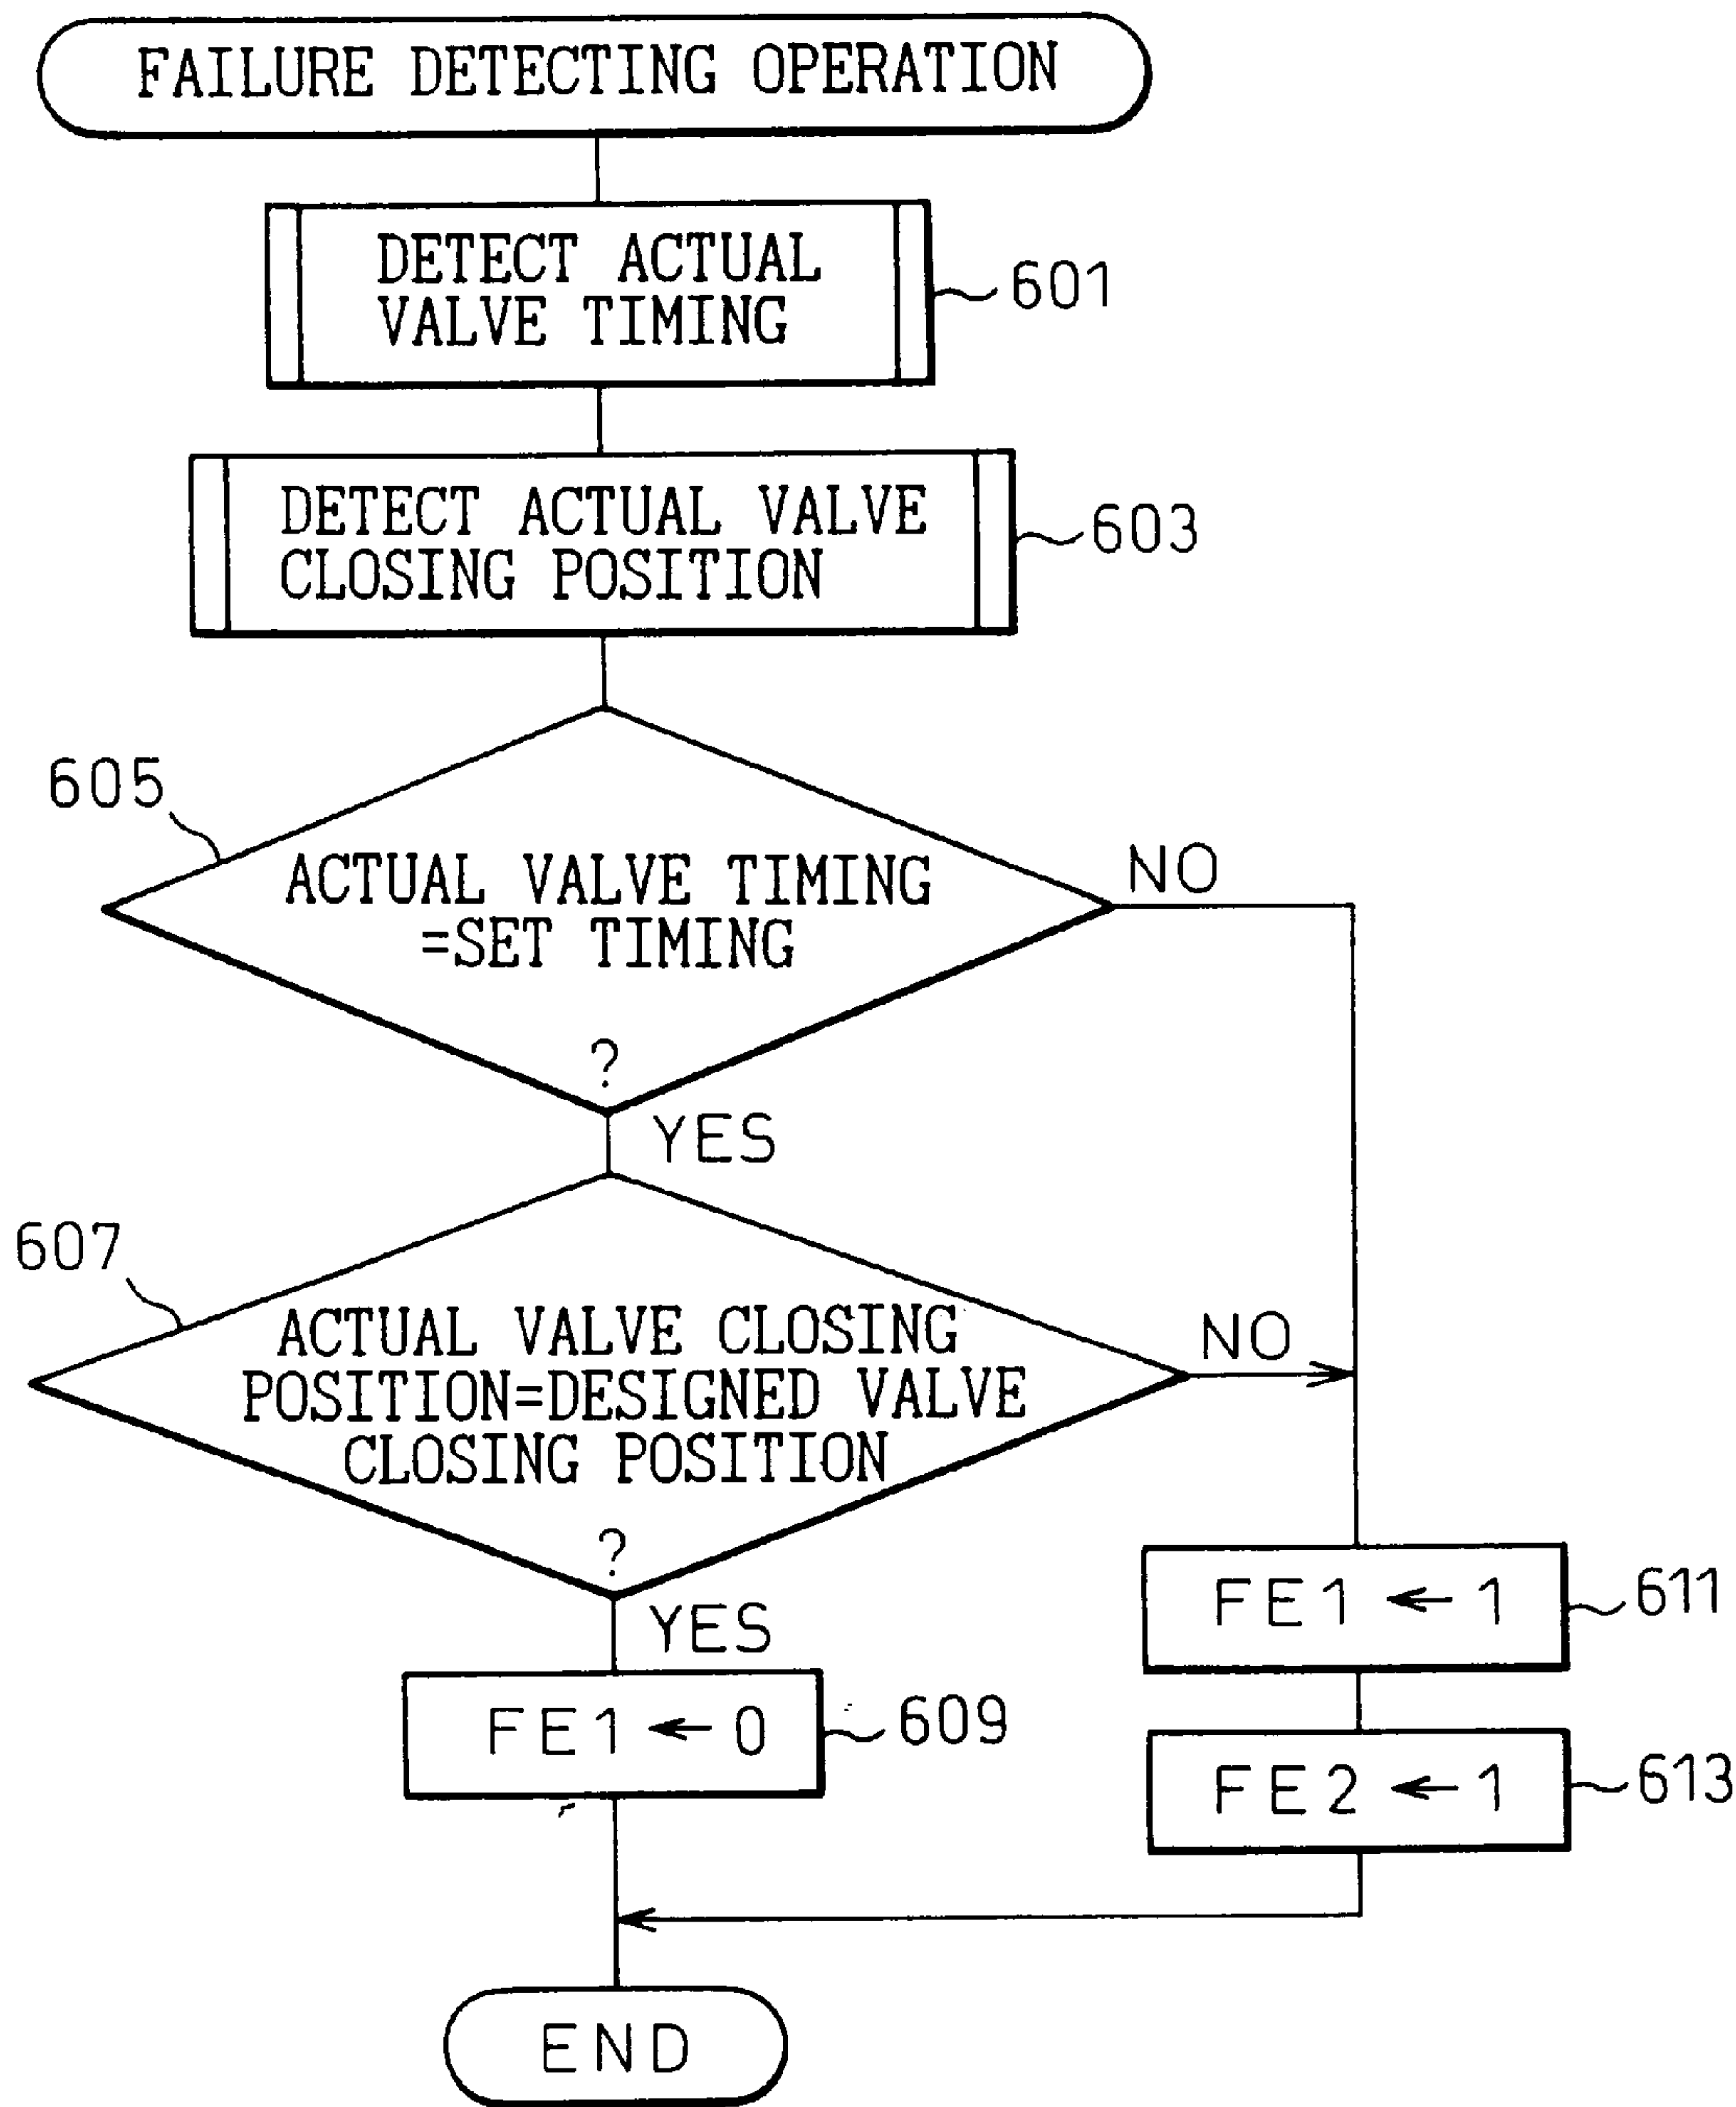 FAILURE DETECTING OPERATION
DETECT ACTUAL
VALVE TIMING
601
DETECT ACTUAL VALVE
CLOSING POSITION
603
605
ACTUAL VALVE TIMING
=SET TIMING
?
NO
YES
607
ACTUAL VALVE CLOSING
POSITION=DESIGNED VALVE
CLOSING POSITION
?
NO
YES
FE1 ← 1
611
FE1 ← 0
609
FE2 ← 1
613
END